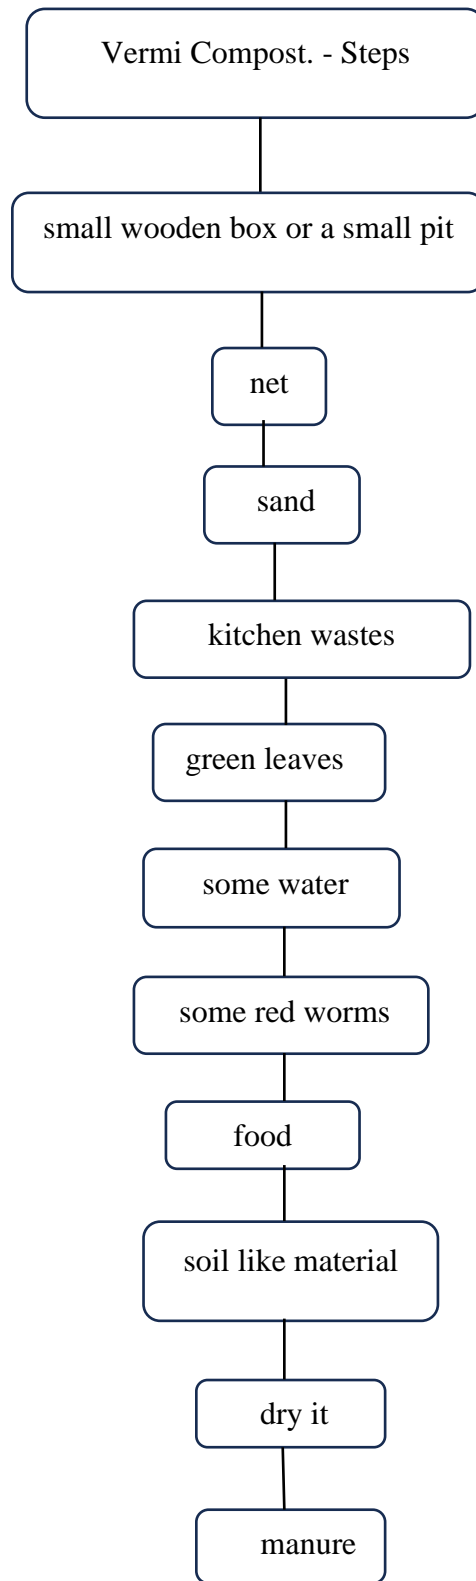 Vermi Compost. - Steps
small wooden box or a small pit
net
sand
kitchen wastes
green leaves
some water
some red worms
food
soil like material
dry it
manure